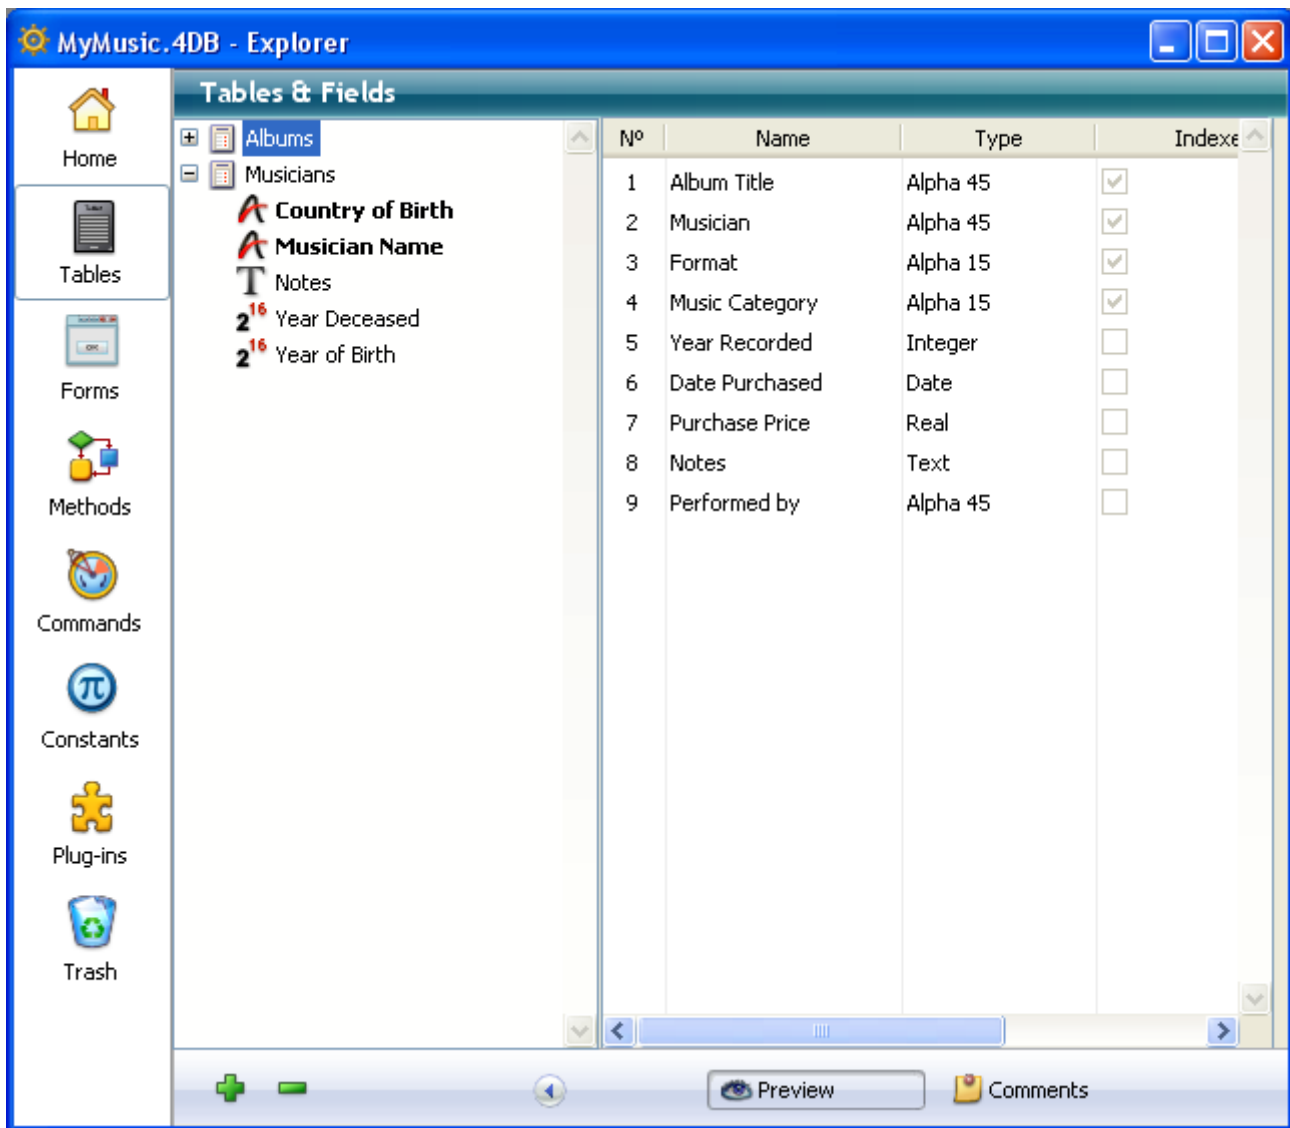 MyMusic.4DB - Explorer
Tables & Fields
Home
Tables
Forms
Methods
Commands
Constants
Plug-ins
Trash
Albums
Musicians
Country of Birth
Musician Name
Notes
2¹⁶ Year Deceased
2¹⁶ Year of Birth
Nº Name Type Indexe
1 Album Title Alpha 45
2 Musician Alpha 45
3 Format Alpha 15
4 Music Category Alpha 15
5 Year Recorded Integer
6 Date Purchased Date
7 Purchase Price Real
8 Notes Text
9 Performed by Alpha 45
Preview Comments